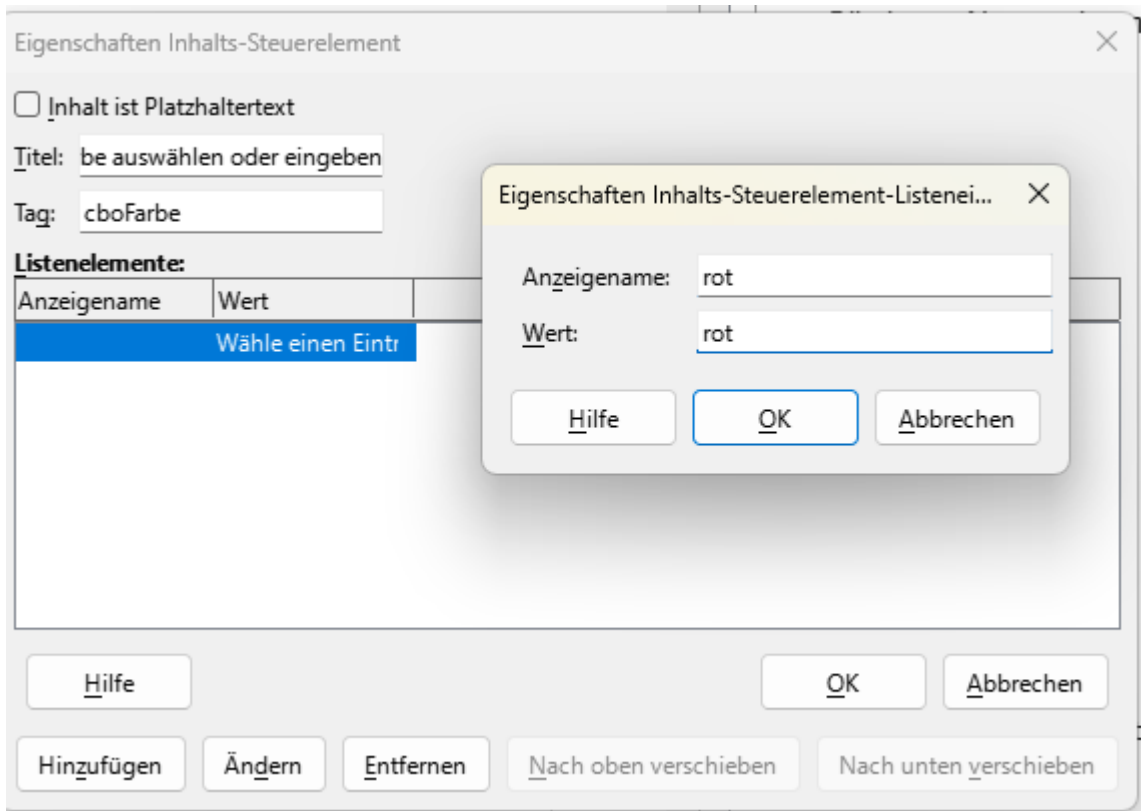 Eigenschaften Inhalts-Steuerelement
Inhalt ist Platzhaltertext
Titel: be auswählen oder eingeben
Tag: cboFarbe
Listenelemente:
Anzeigename Wert
Wähle einen Eintr
Eigenschaften Inhalts-Steuerelement-Listenei...
Anzeigename: rot
Wert: rot
Hilfe OK Abbrechen
Hilfe OK Abbrechen
Hinzufügen Ändern Entfernen Nach oben verschieben Nach unten verschieben